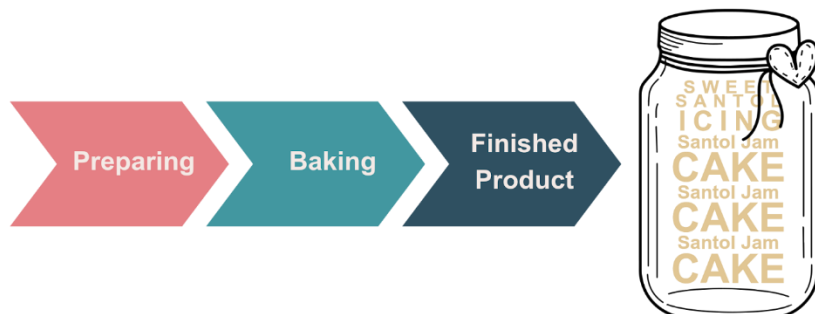 Preparing
Baking
Finished
Product
SWEET
SANTOL
ICING
Santol Jam
CAKE
Santol Jam
CAKE
Santol Jam
CAKE